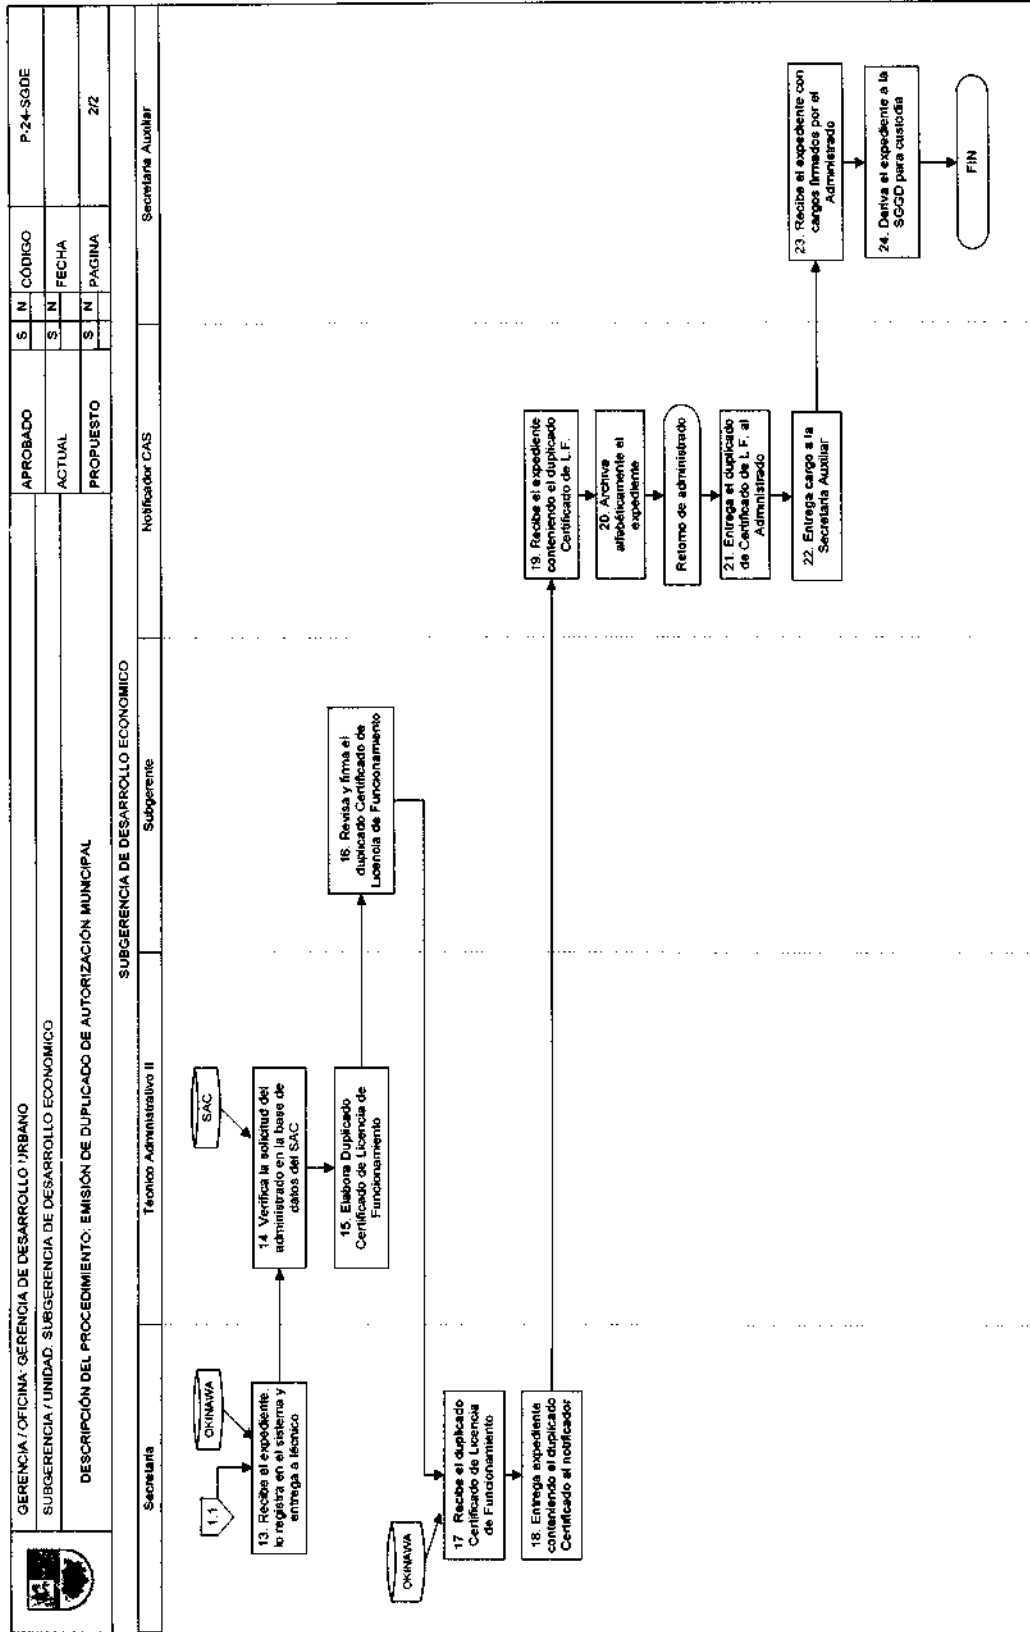 GERENCIA / OFICINA: GERENCIA DE DESARROLLO URBANO
APROBADO
S
N
CÓDIGO
P-24-SGDE
SUBGERENCIA / UNIDAD: SUBGERENCIA DE DESARROLLO ECONOMICO
ACTUAL
S
N
FECHA
DESCRIPCIÓN DEL PROCEDIMIENTO: EMISIÓN DE DUPLICADO DE AUTORIZACIÓN MUNICIPAL
PROPUESTO
S
N
PAGINA
2/2
SUBGERENCIA DE DESARROLLO ECONOMICO
Secretaria
Técnico Administrativo II
Subgerente
Notificador CAS
Secretaria Auxiliar
1.1
OKINAWA
13. Recibe el expediente,
lo registra en el sistema y
entrega a técnico
SAC
14. Verifica la solicitud del
administrado en la base de
datos del SAC
15. Elabora Duplicado
Certificado de Licencia de
Funcionamiento
16. Revisa y firma el
duplicado Certificado de
Licencia de Funcionamiento
OKINAWA
17 Recibe el duplicado
Certificado de Licencia
de Funcionamiento
18. Entrega expediente
conteniendo el duplicado
Certificado al notificador
19. Recibe el expediente
conteniendo el duplicado
Certificado de L.F.
20. Archiva
alfabéticamente el
expediente
Retorno de administrado
21. Entrega el duplicado
de Certificado de L.F. al
Administrado
22. Entrega cargo a la
Secretaria Auxiliar
23. Recibe el expediente con
cargos firmados por el
Administrado
24. Deriva el expediente a la
SGGD para custodia
FIN